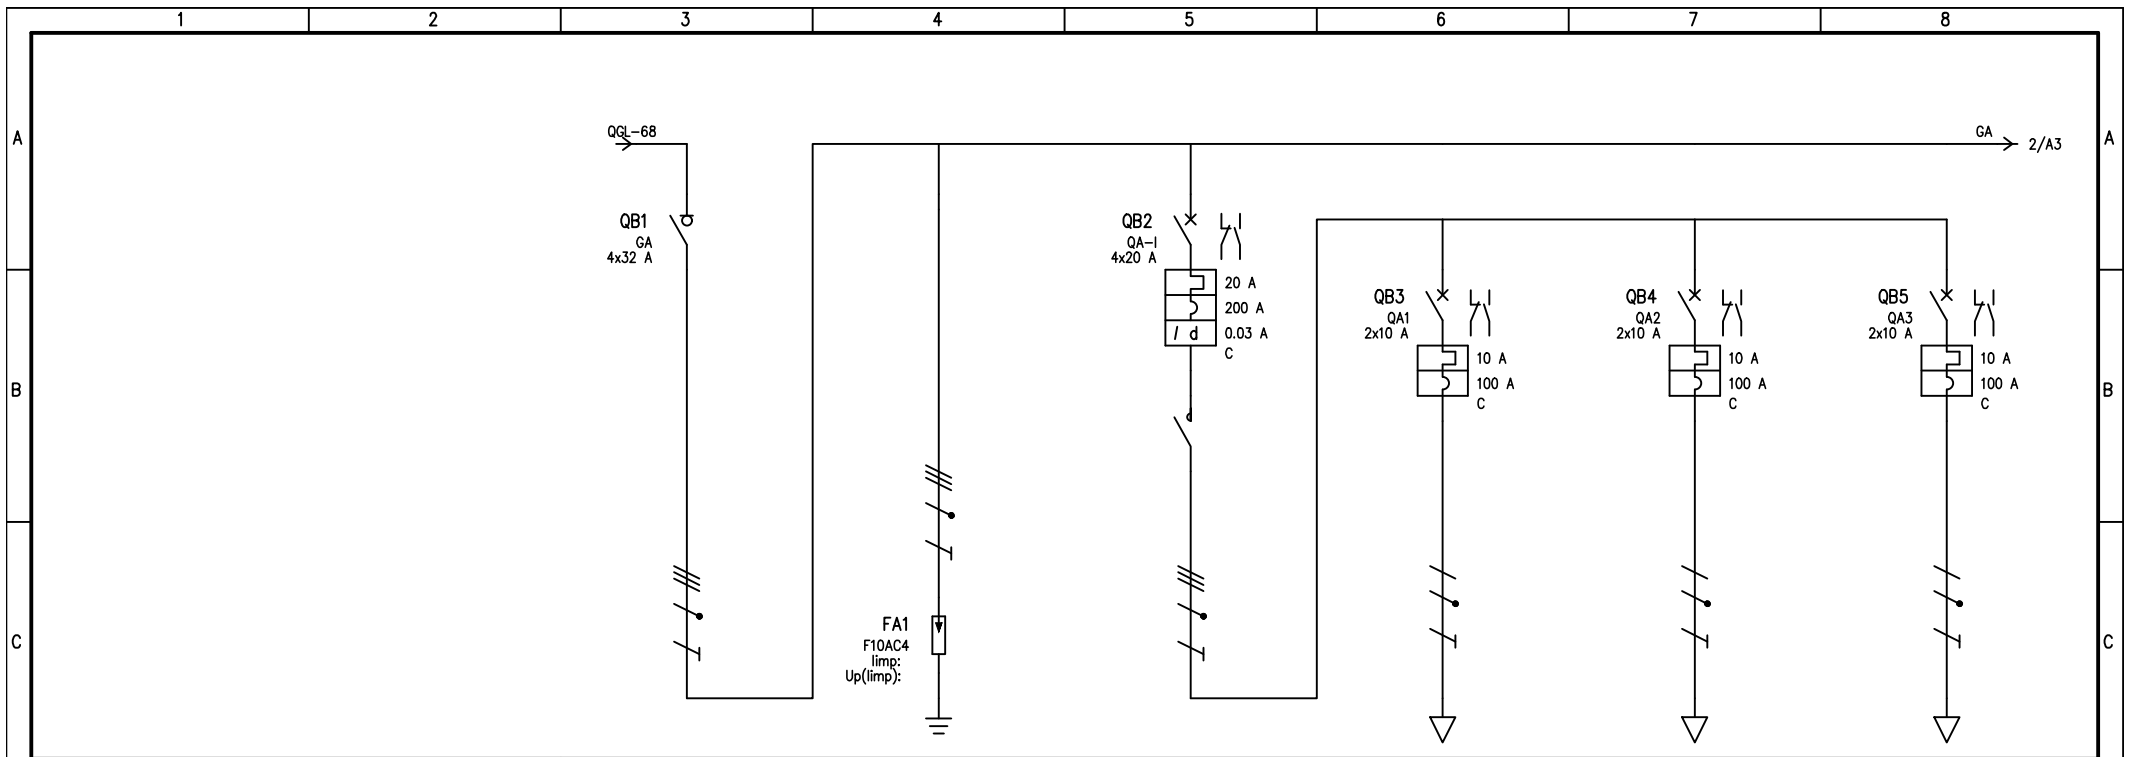 1 2 3 4 5 6 7 8
A A
QGL-68
GA
2/A3
QB1
GA
4x32 A
QB2
QA-I
4x20 A
20 A
200 A
I d 0.03 A
C
QB3
QA1
2x10 A
10 A
100 A
C
QB4
QA2
2x10 A
10 A
100 A
C
QB5
QA3
2x10 A
10 A
100 A
C
B B
FA1
F10AC4
Iimp:
Up(Iimp):
C C